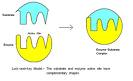 Substrate
Active site
Enzyme
Enzyme-Substrate
Complex
Lock-and-key Model - The substrate and enzyme active site have
complementary shapes